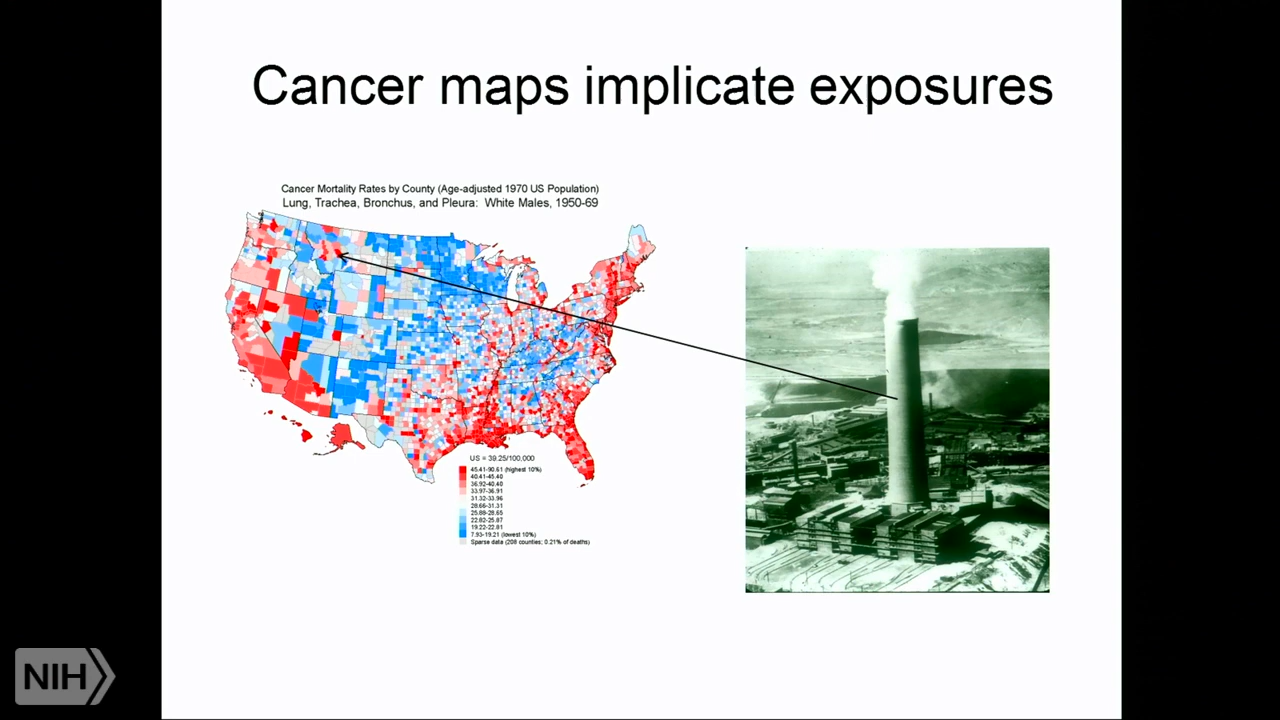 Cancer maps implicate exposures
Cancer Mortality Rates by County (Age-adjusted 1970 US Population)
Lung, Trachea, Bronchus, and Pleura: White Males, 1950-69
US = 39.25/100,000
45.41-90.61 (highest 10%)
40.41-45.40
36.92-40.40
33.97-36.91
31.32-33.96
28.66-31.31
25.88-28.65
22.82-25.87
19.22-22.81
7.93-19.21 (lowest 10%)
Sparse data (208 counties; 0.21% of deaths)
NIH